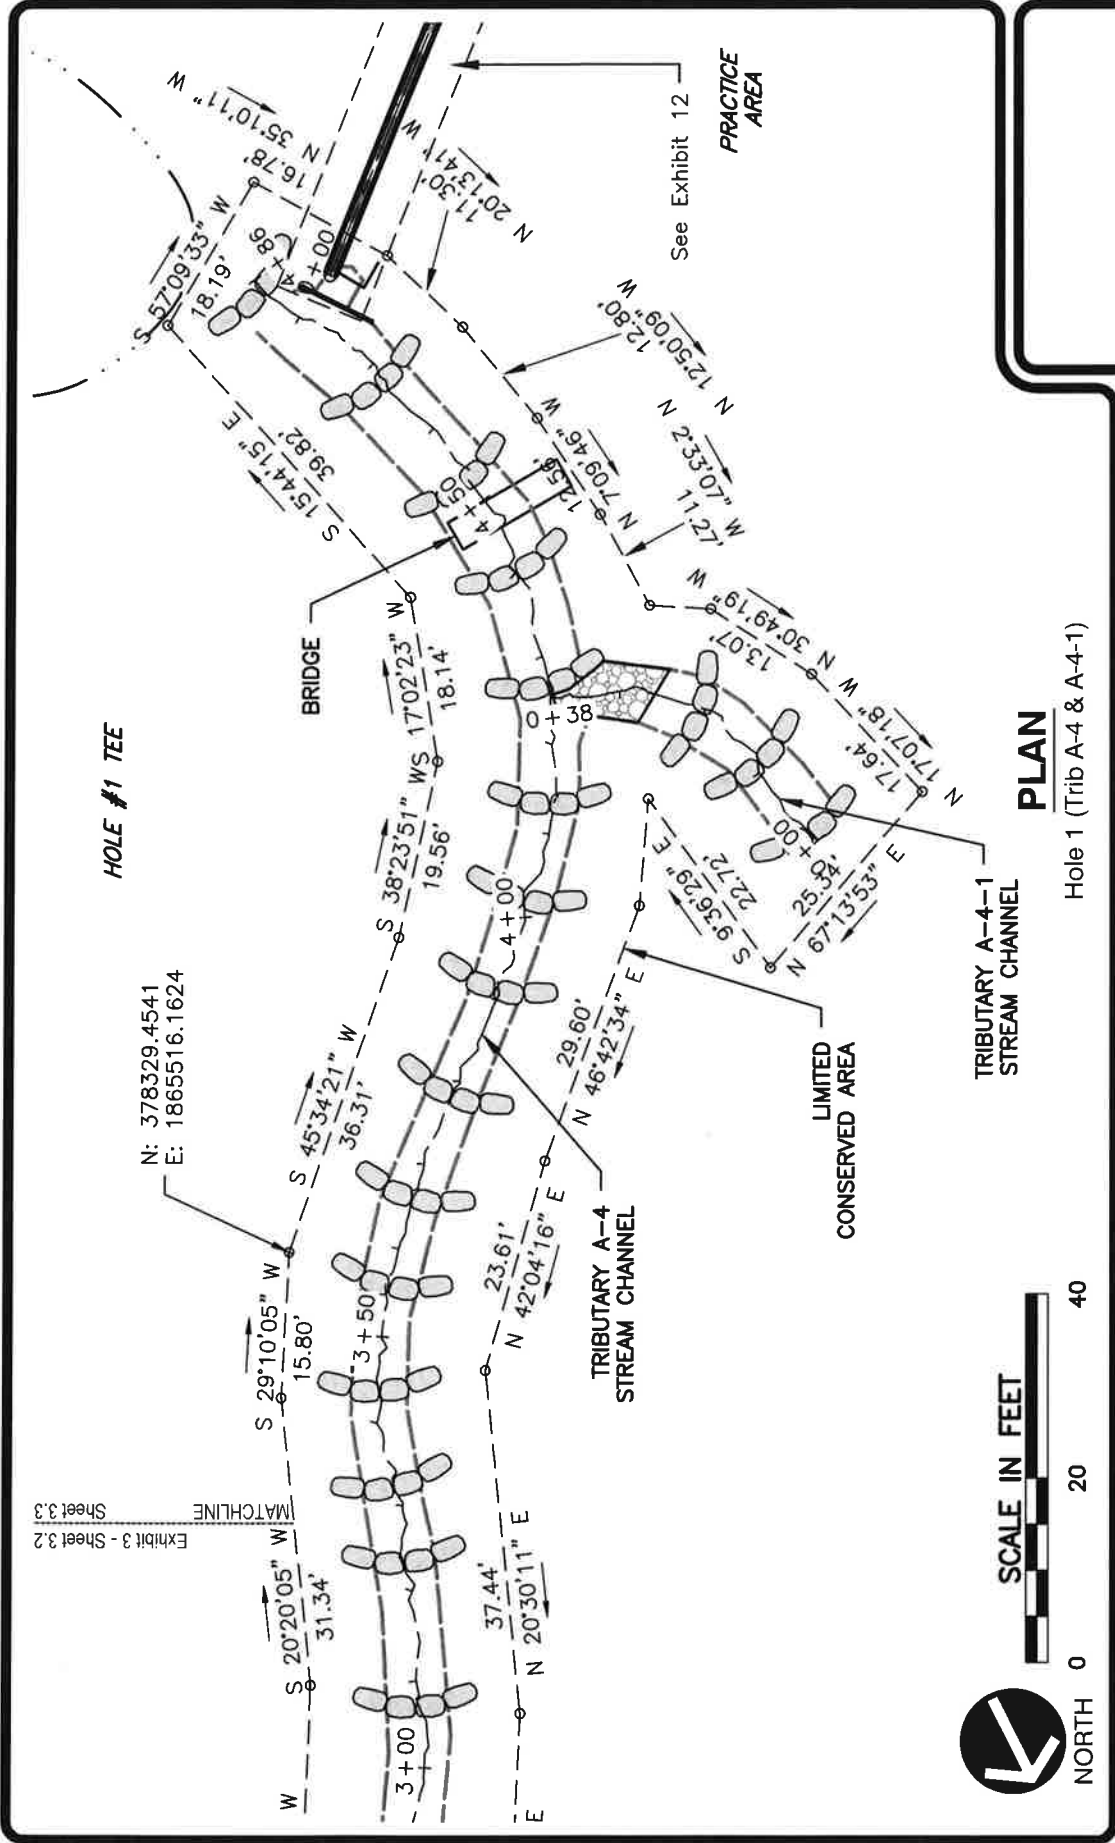 HOLE #1 TEE
N: 378329.4541
E: 1865516.1624
Exhibit 3 - Sheet 3.2
MATCHLINE
Sheet 3.3
W
S 20°20'05" W
31.34'
S 29°10'05" W
15.80'
S 45°34'21" W
36.31'
S 38°23'51" W
19.56'
S 17°02'23" W
18.14'
S 15°44'15" E
39.82'
S 57°09'33" W
18.19'
N 35°10'11" W
16.78'
N 20°13'41" W
11.30'
N 12°50'09" W
12.80'
N 7°09'46" W
12.56'
N 2°33'07" W
11.27'
N 30°49'19" W
13.07'
N 17°07'18" W
17.64'
N 67°13'53" E
25.34'
S 9°36'29" E
22.72'
29.60'
N 46°42'34" E
23.61'
N 42°04'16" E
37.44'
N 20°30'11" E
E
3+00
3+50
4+00
4+50
4+86
0+00
0+38
BRIDGE
PRACTICE
AREA
See Exhibit 12
TRIBUTARY A-4
STREAM CHANNEL
LIMITED
CONSERVED AREA
TRIBUTARY A-4-1
STREAM CHANNEL
PLAN
Hole 1 (Trib A-4 & A-4-1)
SCALE IN FEET
0 20 40
NORTH